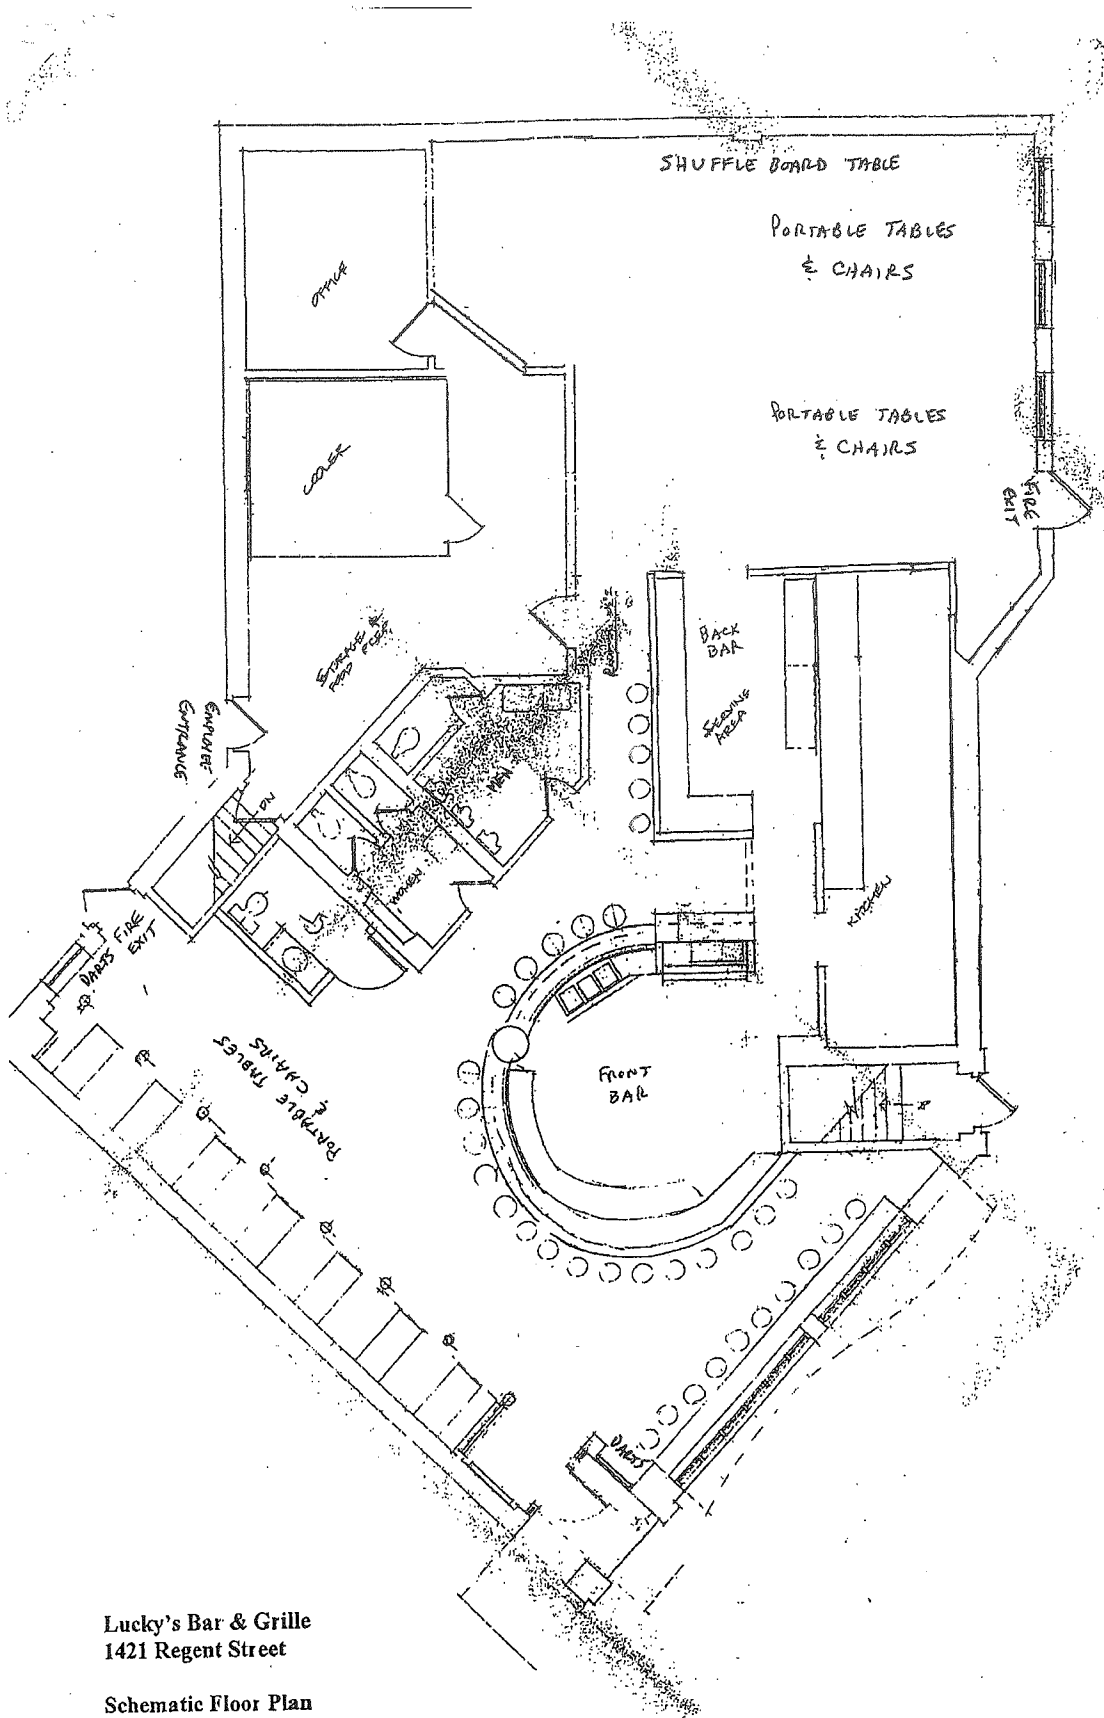 SHUFFLE BOARD TABLE
PORTABLE TABLES
& CHAIRS
OFFICE
PORTABLE TABLES
& CHAIRS
COOLER
FIRE
EXIT
BACK
BAR
STORAGE &
FOOD PREP
SERVING
AREA
EMPLOYEE
ENTRANCE
MEN
DN
WOMEN
KITCHEN
FIRE
EXIT
DARTS
PORTABLE TABLES
& CHAIRS
FRONT
BAR
DARTS
Lucky's Bar & Grille
1421 Regent Street
Schematic Floor Plan